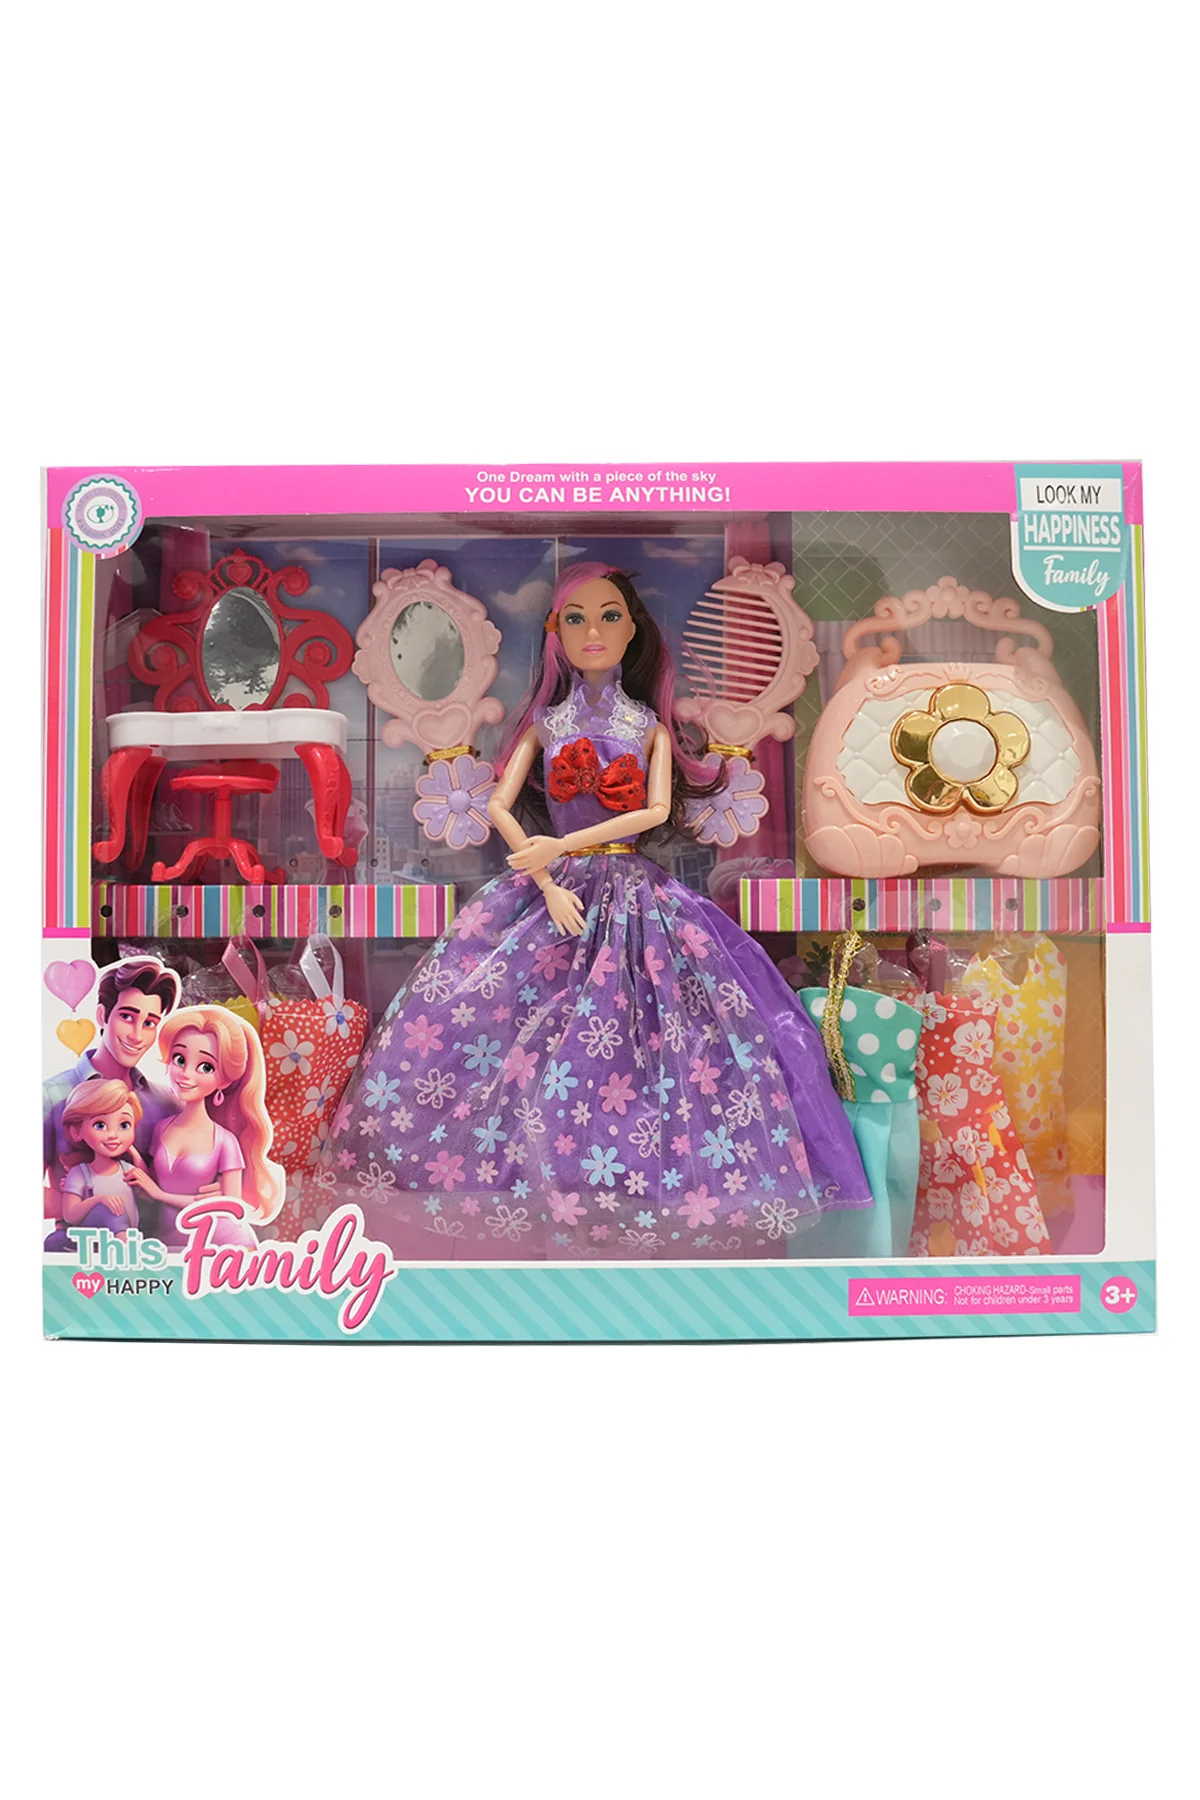 One Dream with a piece of the sky
YOU CAN BE ANYTHING!
LOOK MY
HAPPINESS
Family
This
my HAPPY
Family
WARNING: CHOKING HAZARD-Small parts
Not for children under 3 years
3+